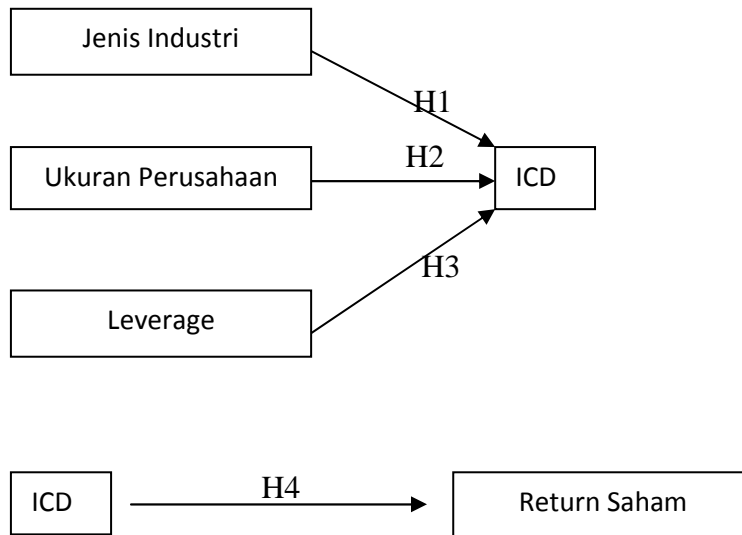 Jenis Industri
H1
Ukuran Perusahaan
H2
ICD
H3
Leverage
ICD
H4
Return Saham